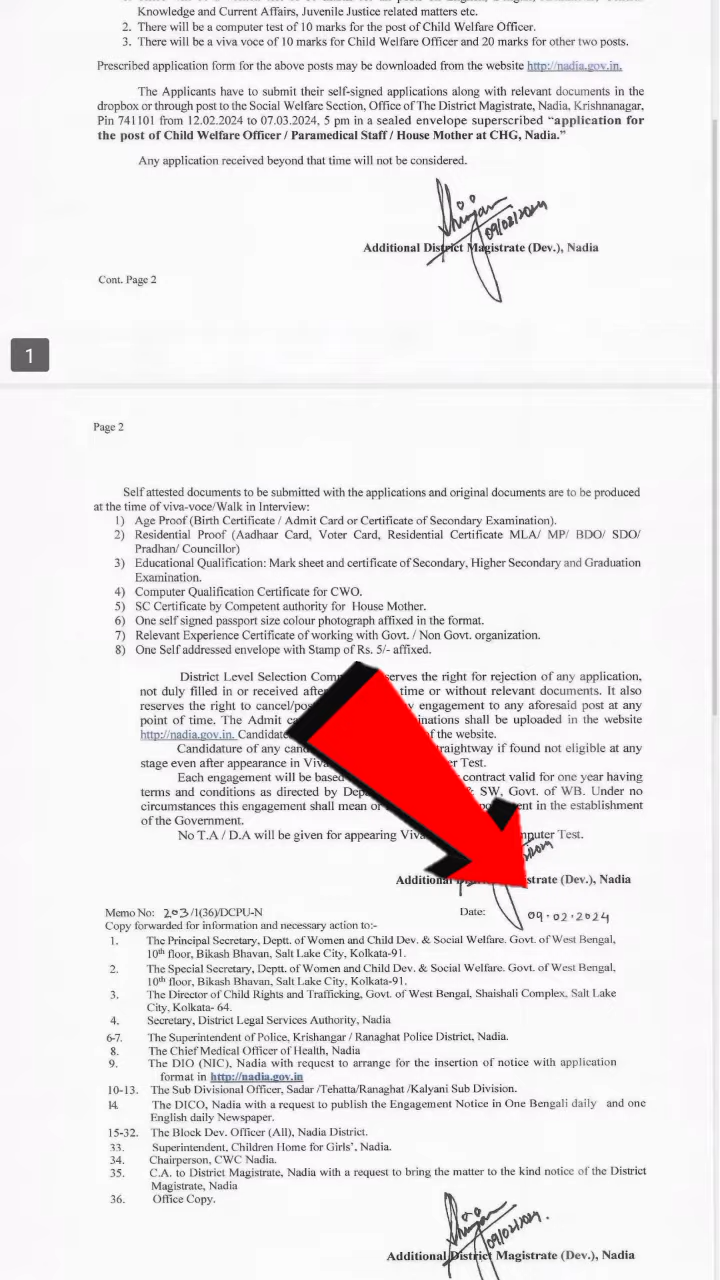 Knowledge and Current Affairs, Juvenile Justice related matters etc.
2. There will be a computer test of 10 marks for the post of Child Welfare Officer.
3. There will be a viva voce of 10 marks for Child Welfare Officer and 20 marks for other two posts.
Prescribed application form for the above posts may be downloaded from the website http://nadia.gov.in.
The Applicants have to submit their self-signed applications along with relevant documents in the
dropbox or through post to the Social Welfare Section, Office of The District Magistrate, Nadia, Krishnanagar,
Pin 741101 from 12.02.2024 to 07.03.2024, 5 pm in a sealed envelope superscribed "application for
the post of Child Welfare Officer / Paramedical Staff / House Mother at CHG, Nadia."
Any application received beyond that time will not be considered.
09/02/2024
Additional District Magistrate (Dev.), Nadia
Cont. Page 2
1
Page 2
Self attested documents to be submitted with the applications and original documents are to be produced
at the time of viva-voce/Walk in Interview:
1) Age Proof (Birth Certificate / Admit Card or Certificate of Secondary Examination).
2) Residential Proof (Aadhaar Card, Voter Card, Residential Certificate MLA/ MP/ BDO/ SDO/
Pradhan/ Councillor)
3) Educational Qualification: Mark sheet and certificate of Secondary, Higher Secondary and Graduation
Examination.
4) Computer Qualification Certificate for CWO.
5) SC Certificate by Competent authority for House Mother.
6) One self signed passport size colour photograph affixed in the format.
7) Relevant Experience Certificate of working with Govt. / Non Govt. organization.
8) One Self addressed envelope with Stamp of Rs. 5/- affixed.
District Level Selection Com erves the right for rejection of any application,
not duly filled in or received afte time or without relevant documents. It also
reserves the right to cancel/pos y engagement to any aforesaid post at any
point of time. The Admit c inations shall be uploaded in the website
http://nadia.gov.in. Candidate f the website.
Candidature of any cand raightway if found not eligible at any
stage even after appearance in Viva er Test.
Each engagement will be based contract valid for one year having
terms and conditions as directed by Dep & SW, Govt. of WB. Under no
circumstances this engagement shall mean or ent in the establishment
of the Government.
No T.A / D.A will be given for appearing Viva mputer Test.
Additional strate (Dev.), Nadia
Memo No: 203/1(36)/DCPU-N Date: 09.02.2024
Copy forwarded for information and necessary action to:-
1. The Principal Secretary, Deptt. of Women and Child Dev. & Social Welfare. Govt. of West Bengal,
10th floor, Bikash Bhavan, Salt Lake City, Kolkata-91.
2. The Special Secretary, Deptt. of Women and Child Dev. & Social Welfare. Govt. of West Bengal,
10th floor, Bikash Bhavan, Salt Lake City, Kolkata-91.
3. The Director of Child Rights and Trafficking, Govt. of West Bengal, Shaishali Complex, Salt Lake
City, Kolkata- 64.
4. Secretary, District Legal Services Authority, Nadia
6-7. The Superintendent of Police, Krishangar / Ranaghat Police District, Nadia.
8. The Chief Medical Officer of Health, Nadia
9. The DIO (NIC), Nadia with request to arrange for the insertion of notice with application
format in http://nadia.gov.in
10-13. The Sub Divisional Officer, Sadar /Tehatta/Ranaghat /Kalyani Sub Division.
14. The DICO, Nadia with a request to publish the Engagement Notice in One Bengali daily and one
English daily Newspaper.
15-32. The Block Dev. Officer (All), Nadia District.
33. Superintendent, Children Home for Girls', Nadia.
34. Chairperson, CWC Nadia.
35. C.A. to District Magistrate, Nadia with a request to bring the matter to the kind notice of the District
Magistrate, Nadia
36. Office Copy.
09/02/2024.
Additional District Magistrate (Dev.), Nadia